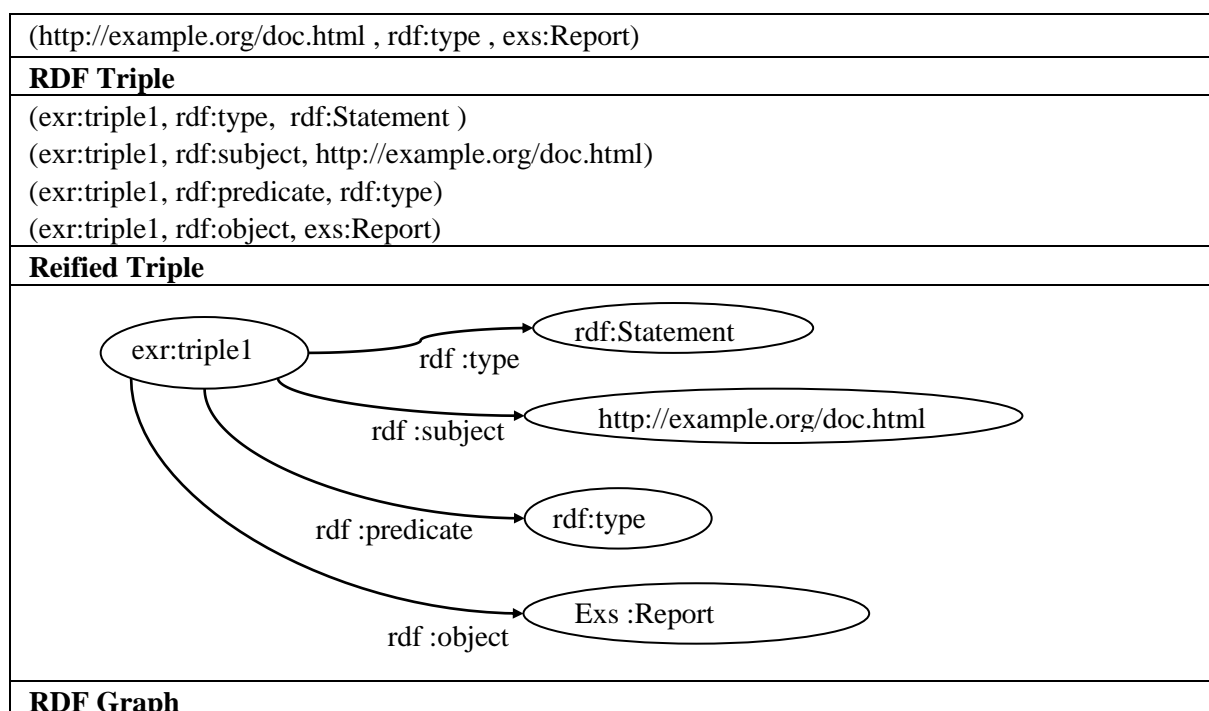 (http://example.org/doc.html , rdf:type , exs:Report)
RDF Triple
(exr:triple1, rdf:type, rdf:Statement )
(exr:triple1, rdf:subject, http://example.org/doc.html)
(exr:triple1, rdf:predicate, rdf:type)
(exr:triple1, rdf:object, exs:Report)
Reified Triple
exr:triple1
rdf:Statement
rdf :type
http://example.org/doc.html
rdf :subject
rdf:type
rdf :predicate
Exs :Report
rdf :object
RDF Graph